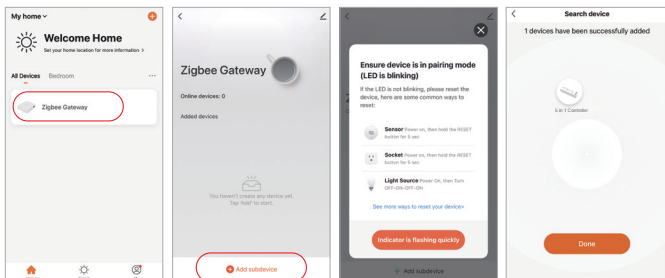 My home
Welcome Home
Set your home location for more information >
All Devices Bedroom
Zigbee Gateway
Zigbee Gateway
Online devices: 0
Added devices
You haven't create any device yet.
Tap "Add" to start.
Add subdevice
Ensure device is in pairing mode
(LED is blinking)
If the LED is not blinking, please reset the
device, here are some common ways to
reset:
Sensor Power on, then hold the RESET
button for 5 sec
Socket Power on, then hold the RESET
button for 5 sec
Light Source Power On, then Turn
OFF-ON-OFF-ON
See more ways to reset your device>
Indicator is flashing quickly
+ Add subdevice
Search device
1 devices have been successfully added
5 in 1 Controller
Done